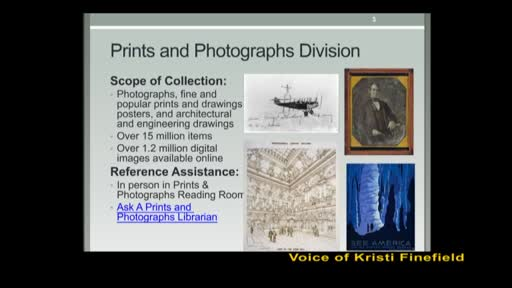 3
Prints and Photographs Division
Scope of Collection:
Photographs, fine and
popular prints and drawings,
posters, and architectural
and engineering drawings
Over 15 million items
Over 1.2 million digital
images available online
Reference Assistance:
In person in Prints &
Photographs Reading Room
Ask A Prints and
Photographs Librarian
SEE AMERICA
Voice of Kristi Finefield